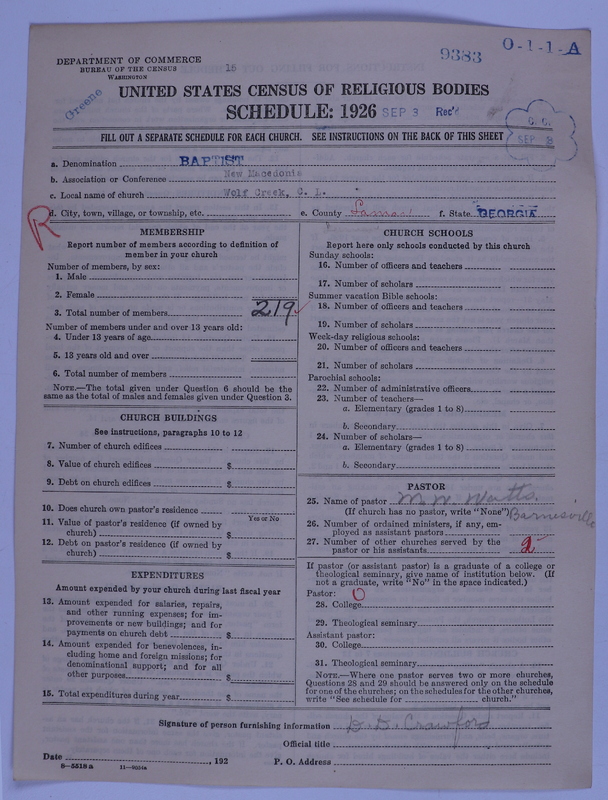 9383 O-1-1-A
DEPARTMENT OF COMMERCE
BUREAU OF THE CENSUS
WASHINGTON
15
Greene
UNITED STATES CENSUS OF RELIGIOUS BODIES
SCHEDULE: 1926 SEP 3 Rec'd
SEP 3
FILL OUT A SEPARATE SCHEDULE FOR EACH CHURCH. SEE INSTRUCTIONS ON THE BACK OF THIS SHEET
a. Denomination BAPTIST
b. Association or Conference New Macedonia
c. Local name of church Wolf Creek, C. L.
R
d. City, town, village, or township, etc. e. County Lamar f. State GEORGIA
MEMBERSHIP
Report number of members according to definition of
member in your church
Number of members, by sex:
1. Male
2. Female
3. Total number of members 219
Number of members under and over 13 years old:
4. Under 13 years of age
5. 13 years old and over
6. Total number of members
NOTE.—The total given under Question 6 should be
same as the total of males and females given under Question 3.
CHURCH BUILDINGS
See instructions, paragraphs 10 to 12
7. Number of church edifices
8. Value of church edifices $
9. Debt on church edifices $
10. Does church own pastor's residence
Yes or No
11. Value of pastor's residence (if owned by
church) $
12. Debt on pastor's residence (if owned by
church) $
EXPENDITURES
Amount expended by your church during last fiscal year
13. Amount expended for salaries, repairs,
and other running expenses; for im-
provements or new buildings; and for
payments on church debt $
14. Amount expended for benevolences, in-
cluding home and foreign missions; for
denominational support; and for all
other purposes $
15. Total expenditures during year $
CHURCH SCHOOLS
Report here only schools conducted by this church
Sunday schools:
16. Number of officers and teachers
17. Number of scholars
Summer vacation Bible schools:
18. Number of officers and teachers
19. Number of scholars
Week-day religious schools:
20. Number of officers and teachers
21. Number of scholars
Parochial schools:
22. Number of administrative officers
23. Number of teachers—
a. Elementary (grades 1 to 8)
b. Secondary
24. Number of scholars—
a. Elementary (grades 1 to 8)
b. Secondary
PASTOR
25. Name of pastor M. W. Watts.
(If church has no pastor, write "None") Barnesville
26. Number of ordained ministers, if any, em-
ployed as assistant pastors
27. Number of other churches served by the
pastor or his assistants 2
If pastor (or assistant pastor) is a graduate of a college or
theological seminary, give name of institution below. (If
not a graduate, write "No" in the space indicated.)
Pastor: O
28. College
29. Theological seminary
Assistant pastor:
30. College
31. Theological seminary
NOTE.—Where one pastor serves two or more churches,
Questions 28 and 29 should be answered only on the schedule
for one of the churches; on the schedules for the other churches,
write "See schedule for church."
Signature of person furnishing information D. D. Crawford
Official title
Date , 192 P. O. Address
8-5518 a